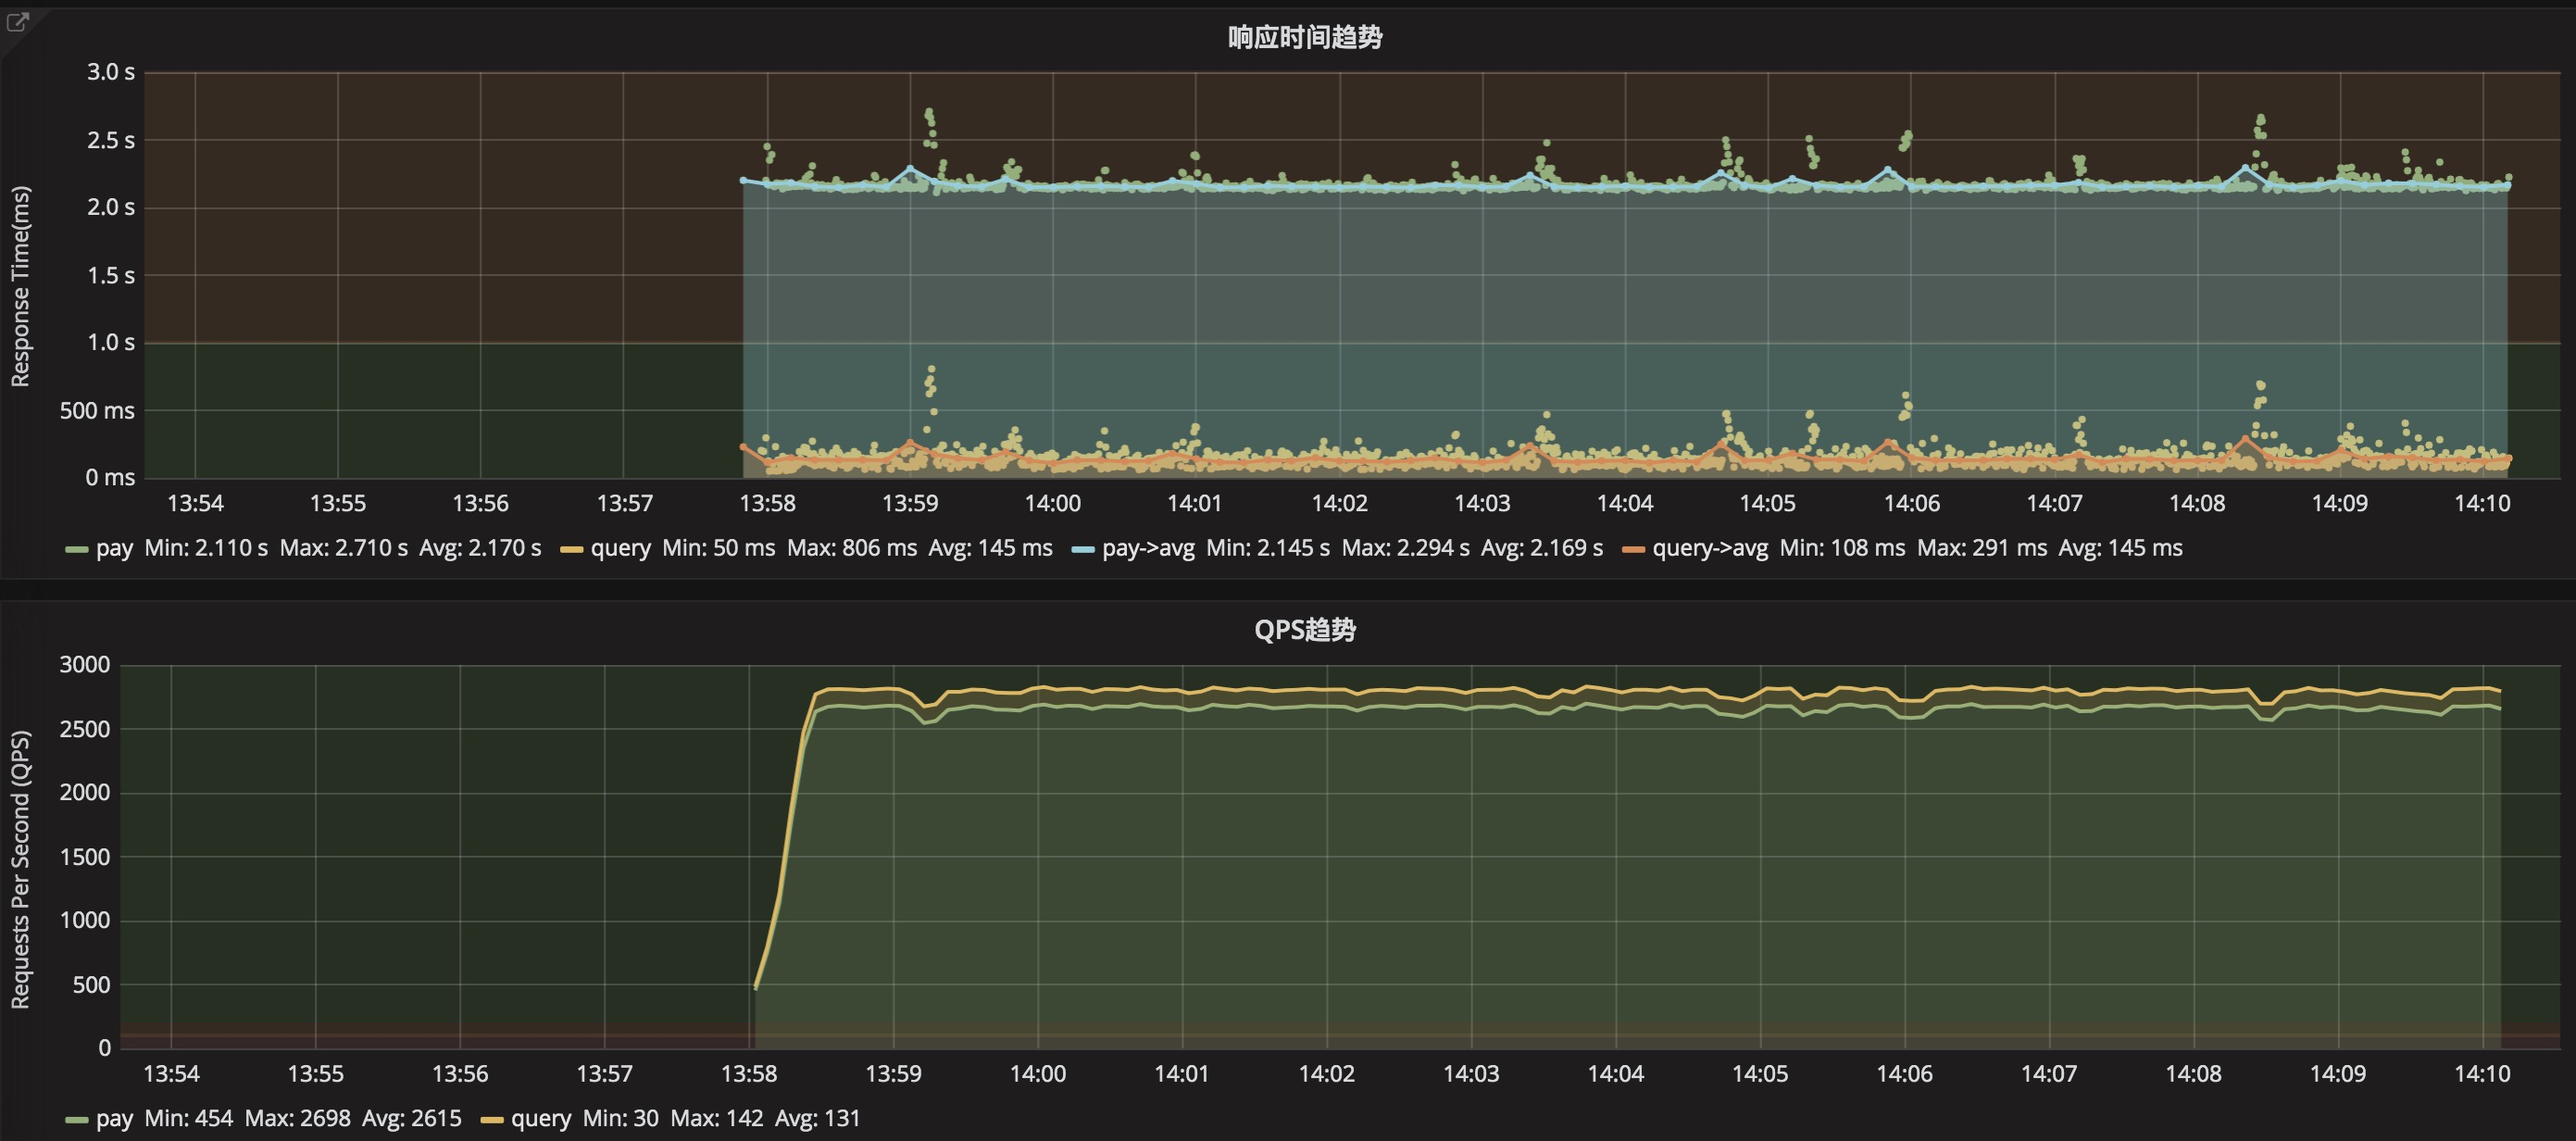 响应时间趋势
Response Time(ms)
3.0 s
2.5 s
2.0 s
1.5 s
1.0 s
500 ms
0 ms
13:54 13:55 13:56 13:57 13:58 13:59 14:00 14:01 14:02 14:03 14:04 14:05 14:06 14:07 14:08 14:09 14:10
pay Min: 2.110 s Max: 2.710 s Avg: 2.170 s query Min: 50 ms Max: 806 ms Avg: 145 ms pay->avg Min: 2.145 s Max: 2.294 s Avg: 2.169 s query->avg Min: 108 ms Max: 291 ms Avg: 145 ms
QPS趋势
Requests Per Second (QPS)
3000
2500
2000
1500
1000
500
0
13:54 13:55 13:56 13:57 13:58 13:59 14:00 14:01 14:02 14:03 14:04 14:05 14:06 14:07 14:08 14:09 14:10
pay Min: 454 Max: 2698 Avg: 2615 query Min: 30 Max: 142 Avg: 131